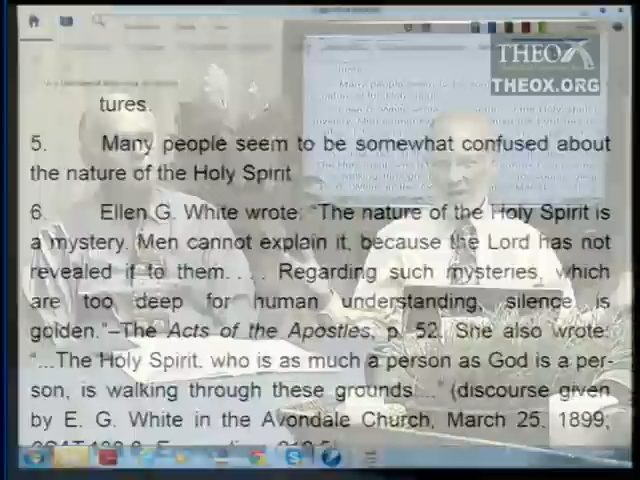 THEOX
THEOX.ORG
tures.
5. Many people seem to be somewhat confused about
the nature of the Holy Spirit
6. Ellen G. White wrote: “The nature of the Holy Spirit is
a mystery. Men cannot explain it, because the Lord has not
revealed it to them. . . . Regarding such mysteries, which
are too deep for human understanding, silence is
golden.”–The Acts of the Apostles, p. 52. She also wrote:
“...The Holy Spirit, who is as much a person as God is a per-
son, is walking through these grounds...” (discourse given
by E. G. White in the Avondale Church, March 25, 1899;